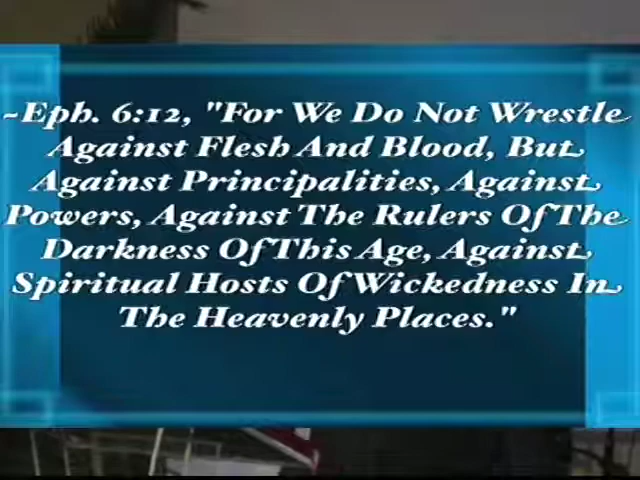 ~Eph. 6:12, "For We Do Not Wrestle
Against Flesh And Blood, But
Against Principalities, Against
Powers, Against The Rulers Of The
Darkness Of This Age, Against
Spiritual Hosts Of Wickedness In
The Heavenly Places."